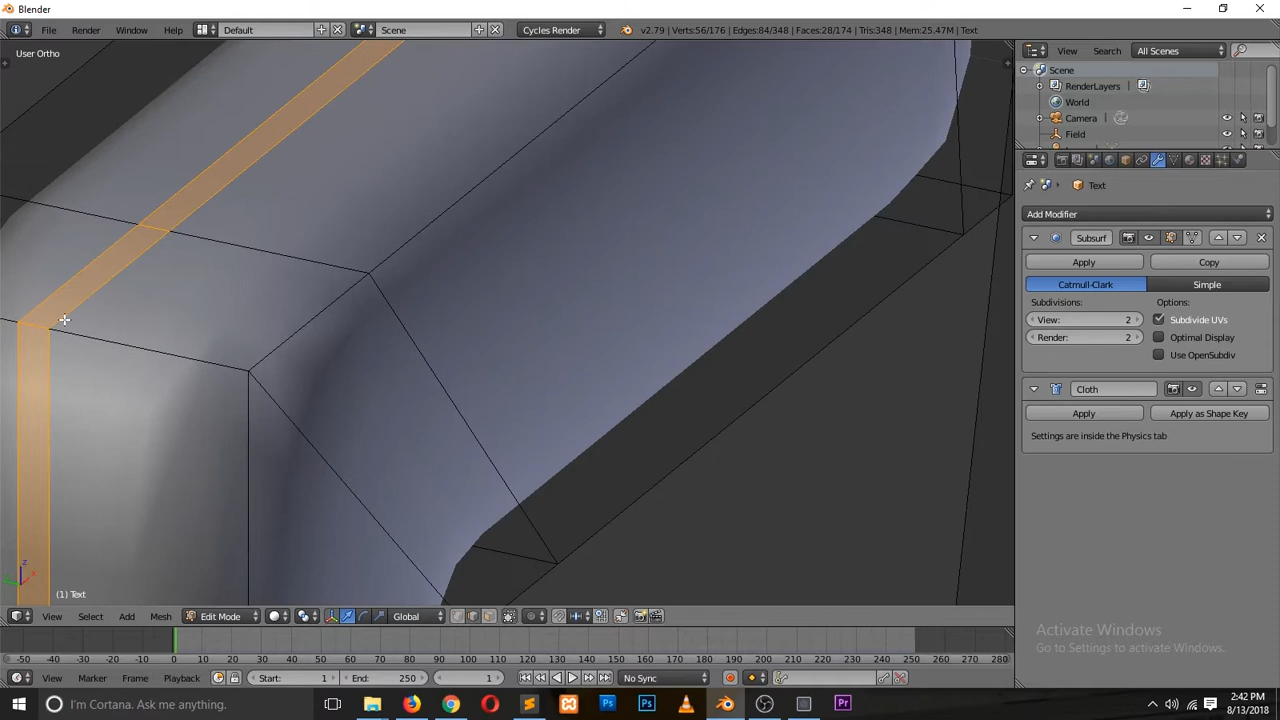 Blender
File Render Window Help Default Scene Cycles Render v2.79 | Verts:56/176 | Edges:84/348 | Faces:28/174 | Tris:348 | Mem:25.47M | Text
User Ortho
View Search All Scenes
Scene
RenderLayers
World
Camera
Field
Text
Add Modifier
Subsurf
Apply Copy
Catmull-Clark Simple
Subdivisions: Options:
View: 2 Subdivide UVs
Render: 2 Optimal Display
Use OpenSubdiv
Cloth
Apply Apply as Shape Key
Settings are inside the Physics tab
z
x
(1) Text
View Select Add Mesh Edit Mode Global
-50 -40 -30 -20 -10 0 10 20 30 40 50 60 70 80 90 100 110 120 130 140 150 160 170 180 190 200 210 220 230 240 250 260 270 280
View Marker Frame Playback Start: 1 End: 250 1 No Sync
Activate Windows
Go to Settings to activate Windows.
I'm Cortana. Ask me anything.
Ps Ps Pr
2:42 PM
8/13/2018